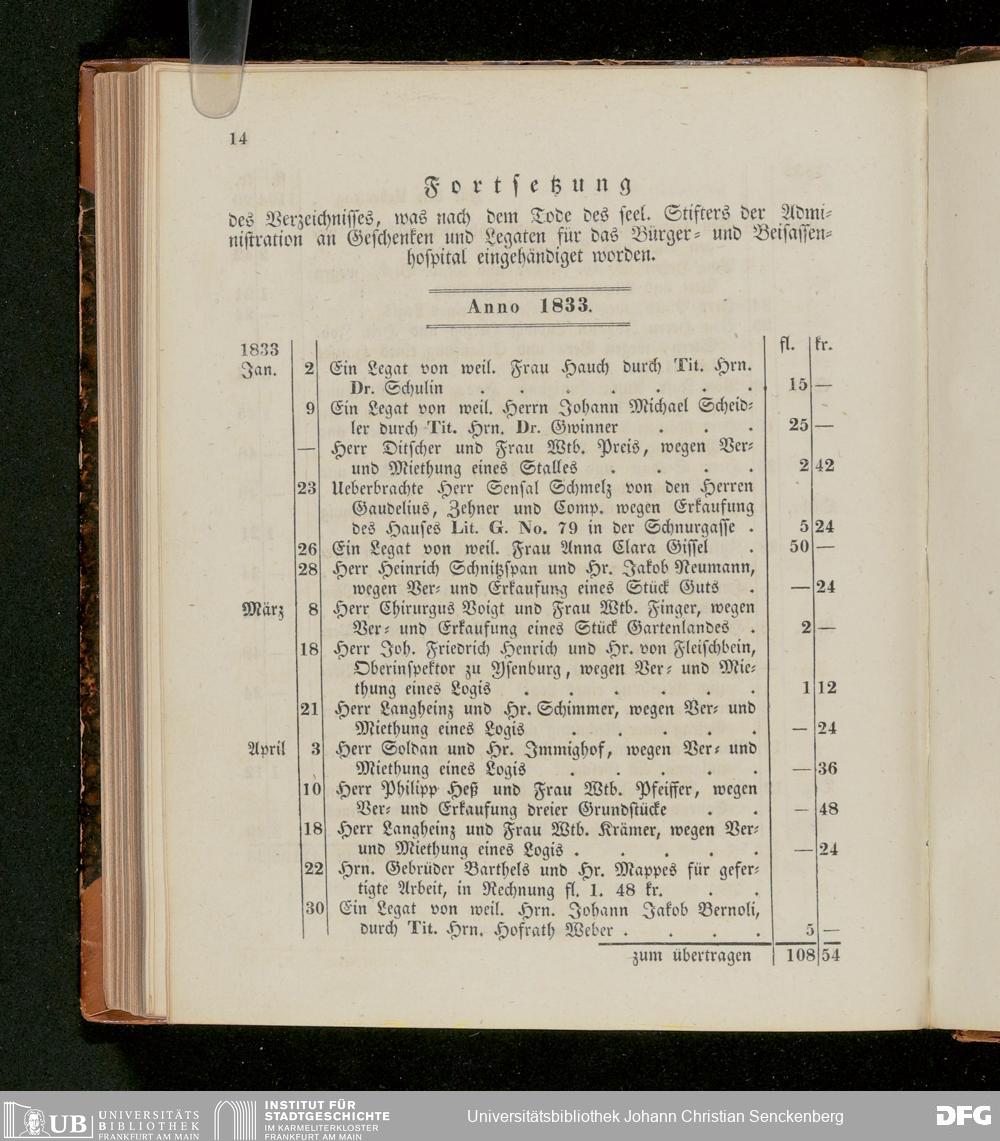 14
Fortsetzung
des Verzeichnisses, was nach dem Tode des seel. Stifters der Admi-
nistration an Geschenken und Legaten für das Bürger- und Beisassen-
hospital eingehändiget worden.
Anno 1833.
fl. kr.
1833
Jan. 2 Ein Legat von weil. Frau Hauch durch Tit. Hrn.
Dr. Schulin . . . . . . . 15 —
9 Ein Legat von weil. Herrn Johann Michael Scheid-
ler durch Tit. Hrn. Dr. Gwinner . . . 25 —
— Herr Ditscher und Frau Wtb. Preis, wegen Ver-
und Miethung eines Stalles . . . . 2 42
23 Ueberbrachte Herr Sensal Schmelz von den Herren
Gaudelius, Zehner und Comp. wegen Erkaufung
des Hauses Lit. G. No. 79 in der Schnurgasse . 5 24
26 Ein Legat von weil. Frau Anna Clara Gissel . 50 —
28 Herr Heinrich Schnitzspan und Hr. Jakob Neumann,
wegen Ver- und Erkaufung eines Stück Guts . — 24
März 8 Herr Chirurgus Voigt und Frau Wtb. Finger, wegen
Ver- und Erkaufung eines Stück Gartenlandes . 2 —
18 Herr Joh. Friedrich Henrich und Hr. von Fleischbein,
Oberinspektor zu Ysenburg, wegen Ver- und Mie-
thung eines Logis . . . . . . 1 12
21 Herr Langheinz und Hr. Schimmer, wegen Ver- und
Miethung eines Logis . . . . . — 24
April 3 Herr Soldan und Hr. Immighof, wegen Ver- und
Miethung eines Logis . . . . . — 36
10 Herr Philipp Heß und Frau Wtb. Pfeiffer, wegen
Ver- und Erkaufung dreier Grundstücke . . — 48
18 Herr Langheinz und Frau Wtb. Krämer, wegen Ver-
und Miethung eines Logis . . . . . — 24
22 Hrn. Gebrüder Barthels und Hr. Mappes für gefer-
tigte Arbeit, in Rechnung fl. 1. 48 kr. . .
30 Ein Legat von weil. Hrn. Johann Jakob Bernoli,
durch Tit. Hrn. Hofrath Weber . . . . 5 —
zum übertragen 108 54
UB UNIVERSITÄTS
BIBLIOTHEK
FRANKFURT AM MAIN
INSTITUT FÜR
STADTGESCHICHTE
IM KARMELITERKLOSTER
FRANKFURT AM MAIN
Universitätsbibliothek Johann Christian Senckenberg
DFG